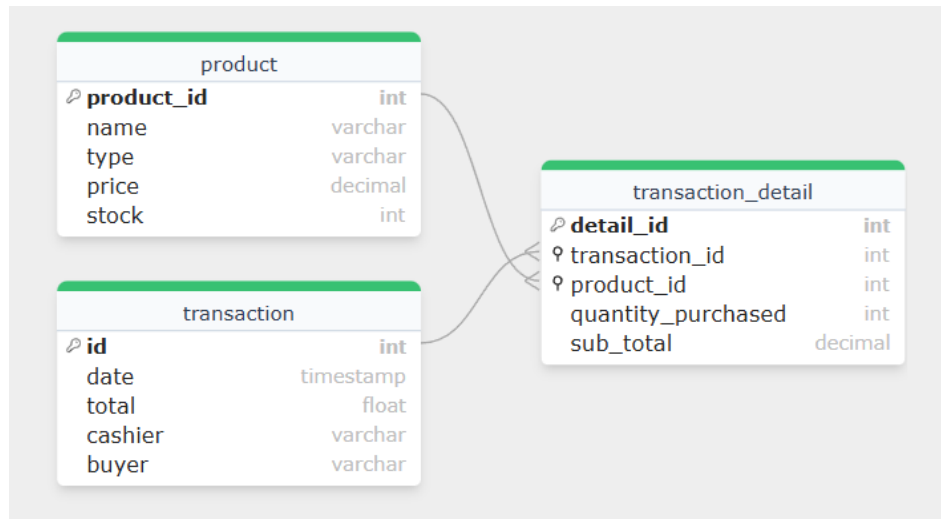 product
product_id int
name varchar
type varchar
price decimal
stock int
transaction
id int
date timestamp
total float
cashier varchar
buyer varchar
transaction_detail
detail_id int
transaction_id int
product_id int
quantity_purchased int
sub_total decimal